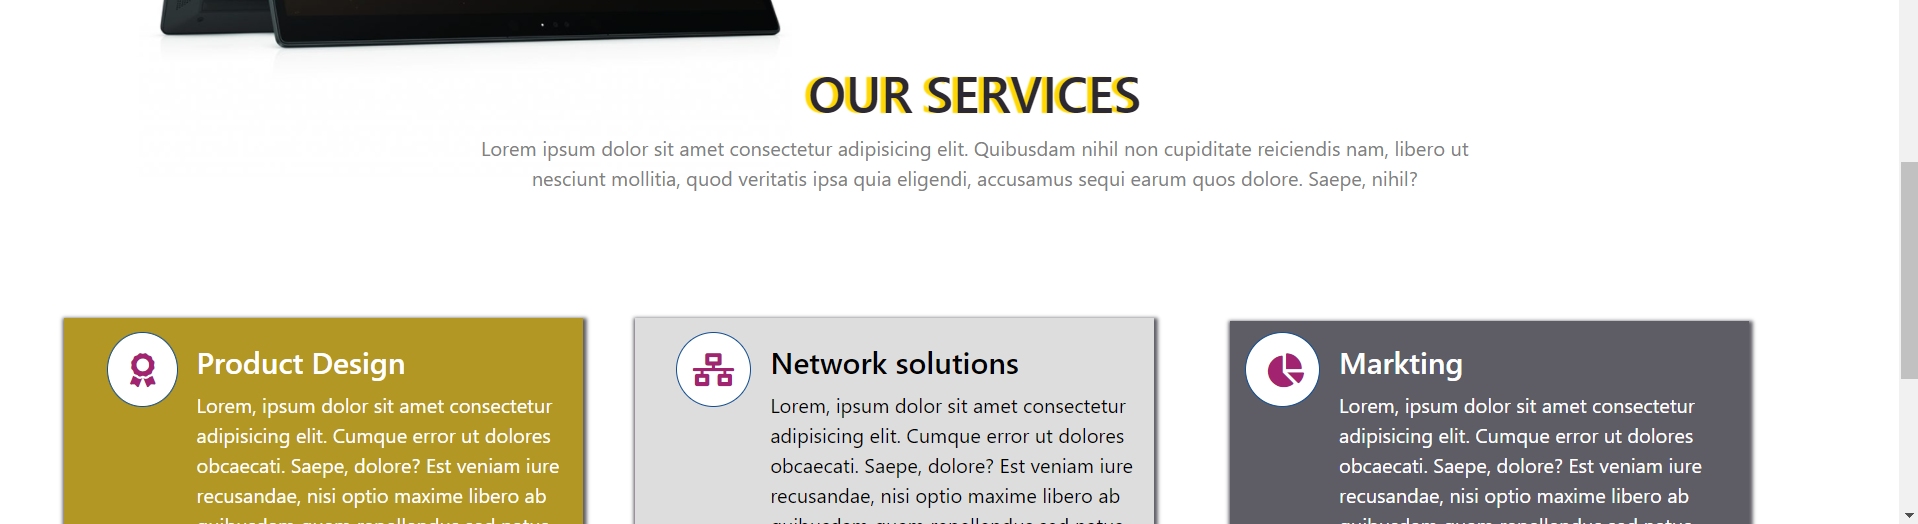 OUR SERVICES
Lorem ipsum dolor sit amet consectetur adipisicing elit. Quibusdam nihil non cupiditate reiciendis nam, libero ut
nesciunt mollitia, quod veritatis ipsa quia eligendi, accusamus sequi earum quos dolore. Saepe, nihil?
Product Design
Lorem, ipsum dolor sit amet consectetur
adipisicing elit. Cumque error ut dolores
obcaecati. Saepe, dolore? Est veniam iure
recusandae, nisi optio maxime libero ab
Network solutions
Lorem, ipsum dolor sit amet consectetur
adipisicing elit. Cumque error ut dolores
obcaecati. Saepe, dolore? Est veniam iure
recusandae, nisi optio maxime libero ab
Markting
Lorem, ipsum dolor sit amet consectetur
adipisicing elit. Cumque error ut dolores
obcaecati. Saepe, dolore? Est veniam iure
recusandae, nisi optio maxime libero ab